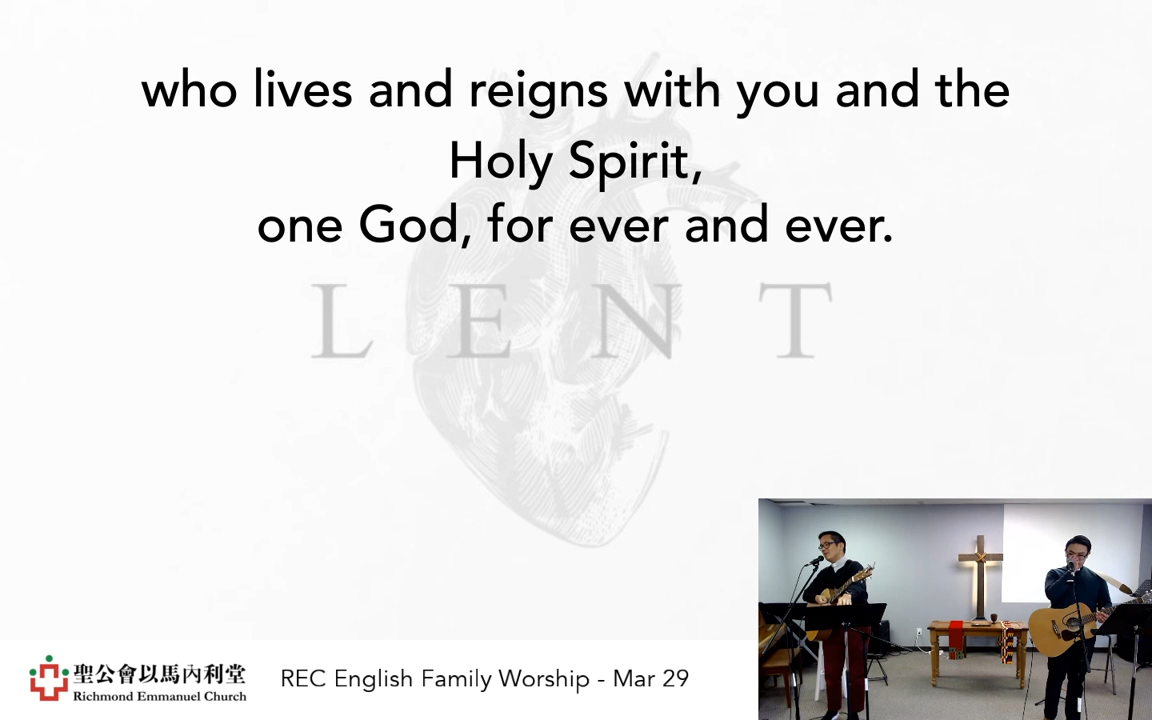 who lives and reigns with you and the
Holy Spirit,
one God, for ever and ever.
LENT
聖公會以馬內利堂
Richmond Emmanuel Church
REC English Family Worship - Mar 29